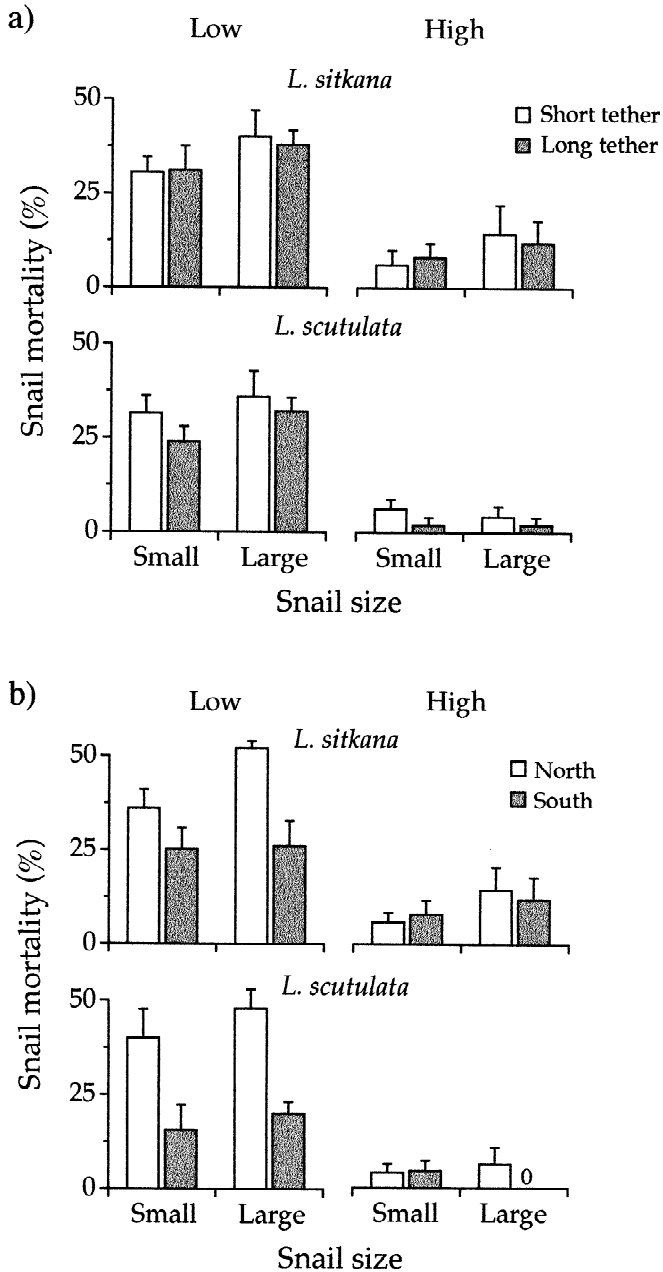 a)
Low High
L. sitkana
Short tether
Long tether
50
25
0
L. scutulata
50
25
0
Snail mortality (%)
Small Large Small Large
Snail size
b)
Low High
L. sitkana
North
South
50
25
0
L. scutulata
50
25
0
Snail mortality (%)
0
Small Large Small Large
Snail size